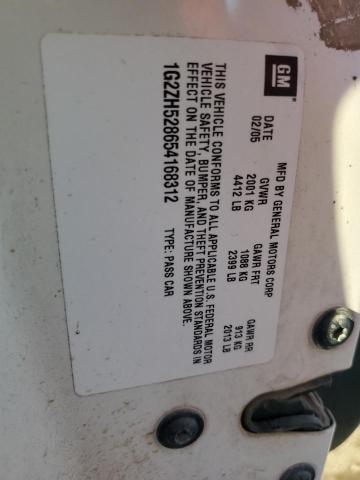 GM
MFD BY GENERAL MOTORS CORP
DATE GVWR GAWR FRT GAWR RR
02/05 2001 KG 1088 KG 913 KG
4412 LB 2399 LB 2013 LB
THIS VEHICLE CONFORMS TO ALL APPLICABLE U.S. FEDERAL MOTOR
VEHICLE SAFETY, BUMPER, AND THEFT PREVENTION STANDARDS IN
EFFECT ON THE DATE OF MANUFACTURE SHOWN ABOVE.
1G2ZH528654168312 TYPE: PASS CAR